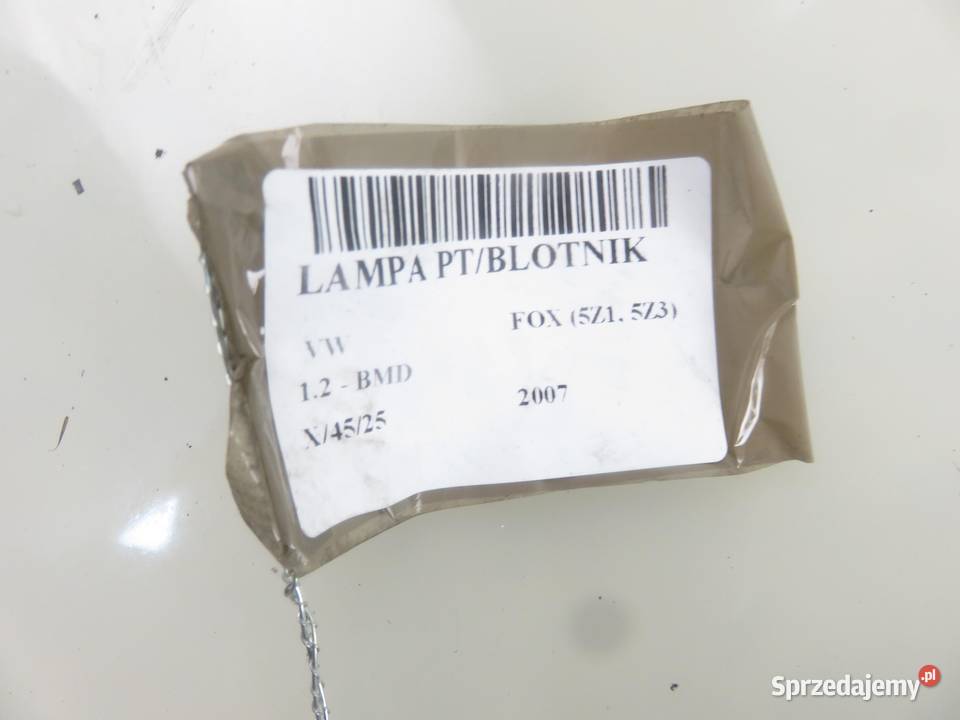 LAMPA PT/BLOTNIK
VW FOX (5Z1, 5Z3)
1.2 - BMD 2007
X/45/25
Sprzedajemy.pl